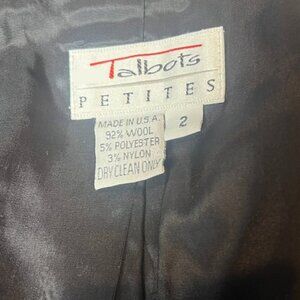 Talbots
PETITES
2
MADE IN U.S.A.
92% WOOL
5% POLYESTER
3% NYLON
DRY CLEAN ONLY